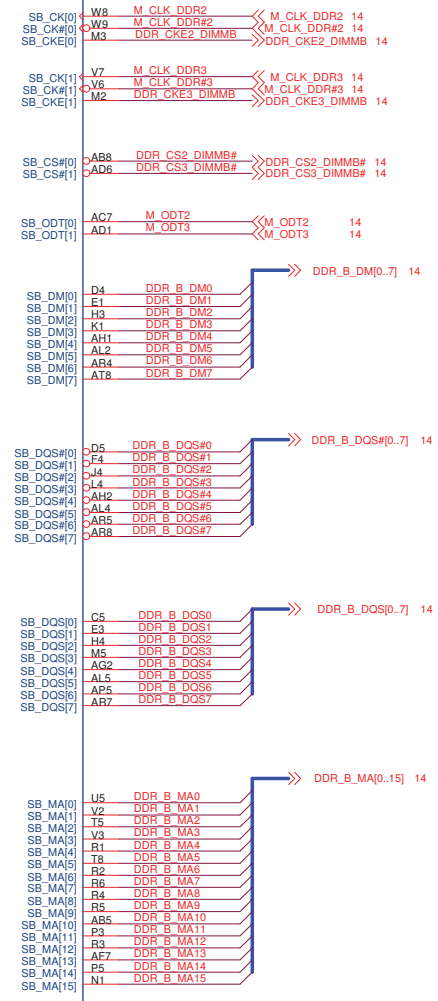 SB_CK[0] W8 M_CLK_DDR2 M_CLK_DDR2 14
SB_CK#[0] W9 M_CLK_DDR#2 M_CLK_DDR#2 14
SB_CKE[0] M3 DDR_CKE2_DIMMB DDR_CKE2_DIMMB 14
SB_CK[1] V7 M_CLK_DDR3 M_CLK_DDR3 14
SB_CK#[1] V6 M_CLK_DDR#3 M_CLK_DDR#3 14
SB_CKE[1] M2 DDR_CKE3_DIMMB DDR_CKE3_DIMMB 14
SB_CS#[0] AB8 DDR_CS2_DIMMB# DDR_CS2_DIMMB# 14
SB_CS#[1] AD6 DDR_CS3_DIMMB# DDR_CS3_DIMMB# 14
SB_ODT[0] AC7 M_ODT2 M_ODT2 14
SB_ODT[1] AD1 M_ODT3 M_ODT3 14
DDR_B_DM[0..7] 14
SB_DM[0] D4 DDR_B_DM0
SB_DM[1] E1 DDR_B_DM1
SB_DM[2] H3 DDR_B_DM2
SB_DM[3] K1 DDR_B_DM3
SB_DM[4] AH1 DDR_B_DM4
SB_DM[5] AL2 DDR_B_DM5
SB_DM[6] AR4 DDR_B_DM6
SB_DM[7] AT8 DDR_B_DM7
DDR_B_DQS#[0..7] 14
SB_DQS#[0] D5 DDR_B_DQS#0
SB_DQS#[1] F4 DDR_B_DQS#1
SB_DQS#[2] J4 DDR_B_DQS#2
SB_DQS#[3] L4 DDR_B_DQS#3
SB_DQS#[4] AH2 DDR_B_DQS#4
SB_DQS#[5] AL4 DDR_B_DQS#5
SB_DQS#[6] AR5 DDR_B_DQS#6
SB_DQS#[7] AR8 DDR_B_DQS#7
DDR_B_DQS[0..7] 14
SB_DQS[0] C5 DDR_B_DQS0
SB_DQS[1] E3 DDR_B_DQS1
SB_DQS[2] H4 DDR_B_DQS2
SB_DQS[3] M5 DDR_B_DQS3
SB_DQS[4] AG2 DDR_B_DQS4
SB_DQS[5] AL5 DDR_B_DQS5
SB_DQS[6] AP5 DDR_B_DQS6
SB_DQS[7] AR7 DDR_B_DQS7
DDR_B_MA[0..15] 14
SB_MA[0] U5 DDR_B_MA0
SB_MA[1] V2 DDR_B_MA1
SB_MA[2] T5 DDR_B_MA2
SB_MA[3] V3 DDR_B_MA3
SB_MA[4] R1 DDR_B_MA4
SB_MA[5] T8 DDR_B_MA5
SB_MA[6] R2 DDR_B_MA6
SB_MA[7] R6 DDR_B_MA7
SB_MA[8] R4 DDR_B_MA8
SB_MA[9] R5 DDR_B_MA9
SB_MA[10] AB5 DDR_B_MA10
SB_MA[11] P3 DDR_B_MA11
SB_MA[12] R3 DDR_B_MA12
SB_MA[13] AF7 DDR_B_MA13
SB_MA[14] P5 DDR_B_MA14
SB_MA[15] N1 DDR_B_MA15